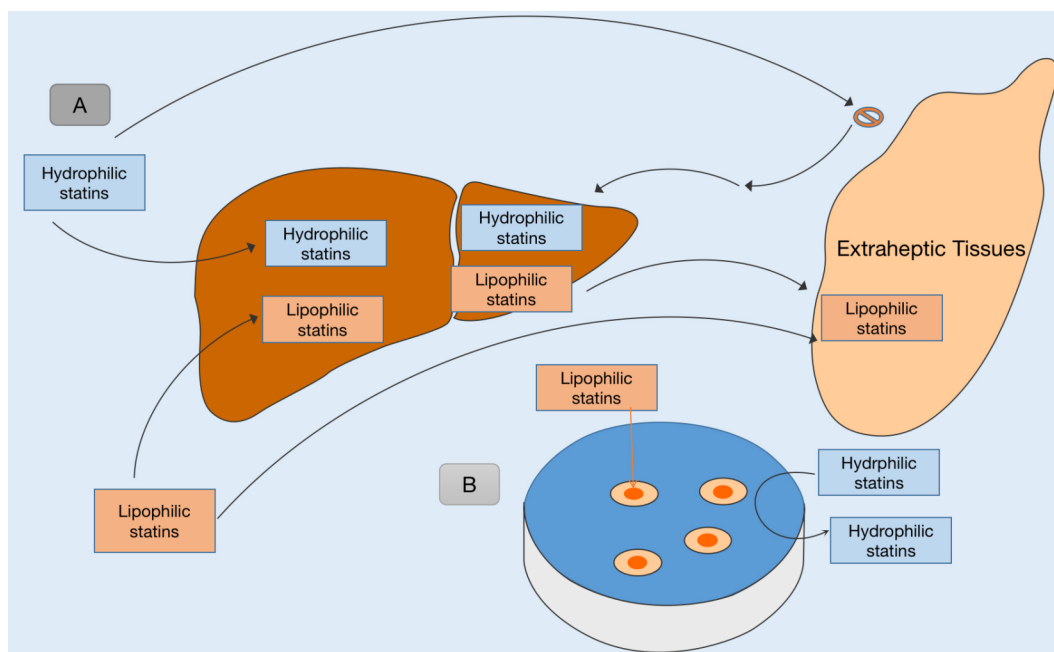 A
Hydrophilic
statins
Hydrophilic
statins
Hydrophilic
statins
Extraheptic Tissues
Lipophilic
statins
Lipophilic
statins
Lipophilic
statins
Lipophilic
statins
Lipophilic
statins
B
Hydrphilic
statins
Hydrophilic
statins